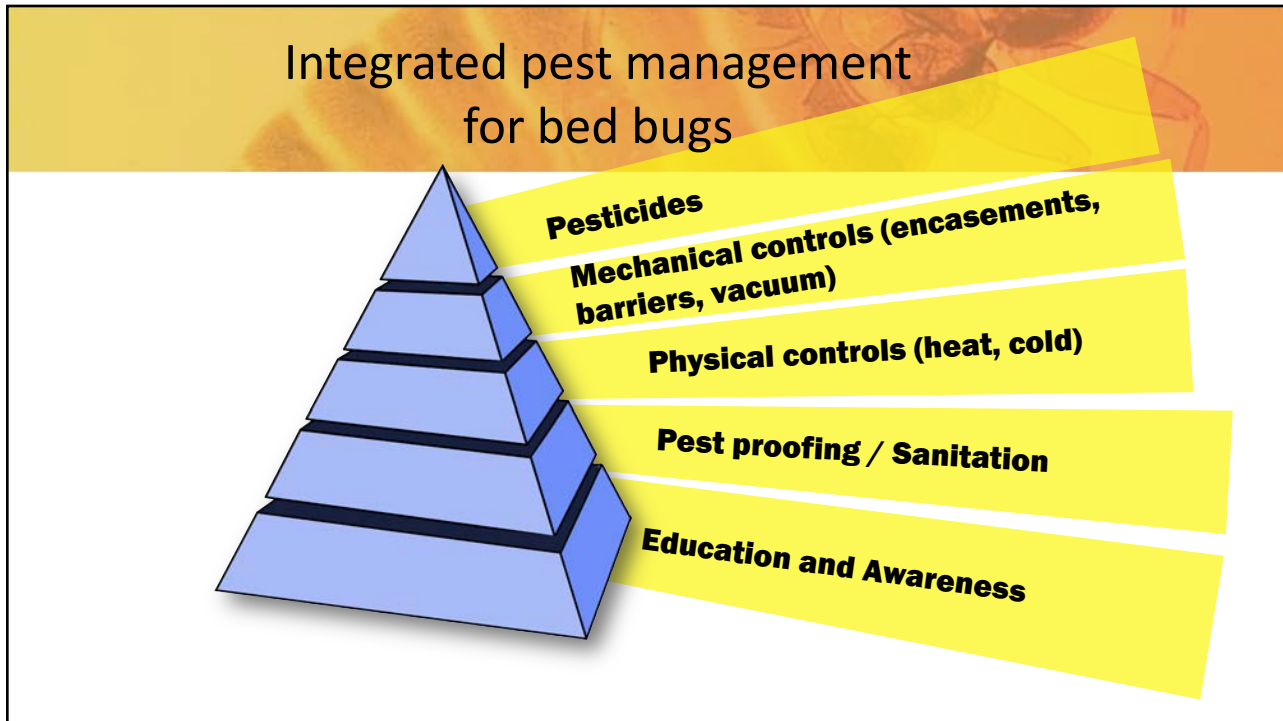 Integrated pest management
for bed bugs
Pesticides
Mechanical controls (encasements,
barriers, vacuum)
Physical controls (heat, cold)
Pest proofing / Sanitation
Education and Awareness